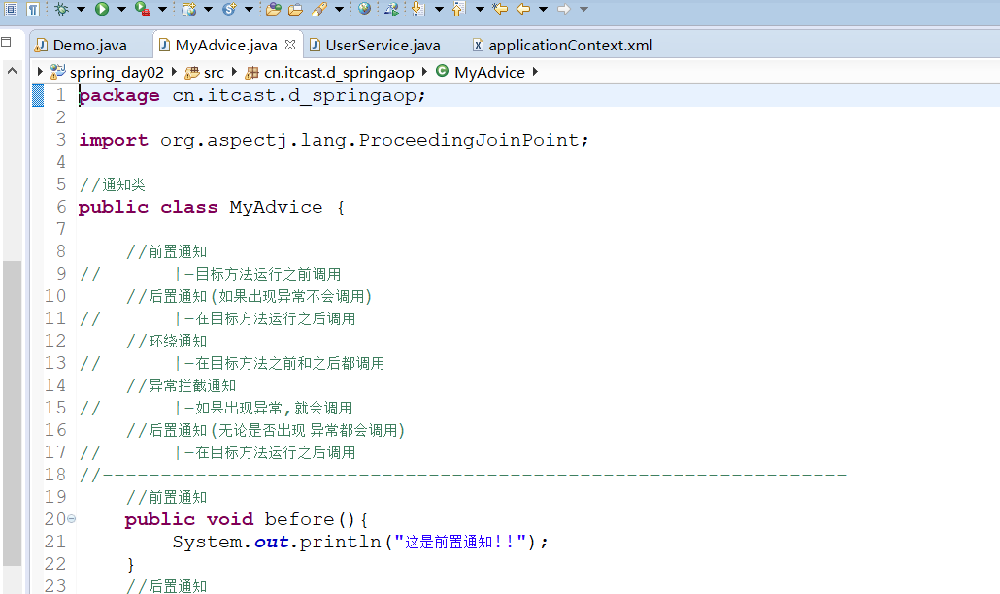 Demo.java MyAdvice.java UserService.java applicationContext.xml
spring_day02 src cn.itcast.d_springaop MyAdvice
1 package cn.itcast.d_springaop;
2
3 import org.aspectj.lang.ProceedingJoinPoint;
4
5 //通知类
6 public class MyAdvice {
7
8 //前置通知
9 // |-目标方法运行之前调用
10 //后置通知(如果出现异常不会调用)
11 // |-在目标方法运行之后调用
12 //环绕通知
13 // |-在目标方法之前和之后都调用
14 //异常拦截通知
15 // |-如果出现异常,就会调用
16 //后置通知(无论是否出现 异常都会调用)
17 // |-在目标方法运行之后调用
18 //----------------------------------------------------------------
19 //前置通知
20 public void before(){
21 System.out.println("这是前置通知!!");
22 }
23 //后置通知